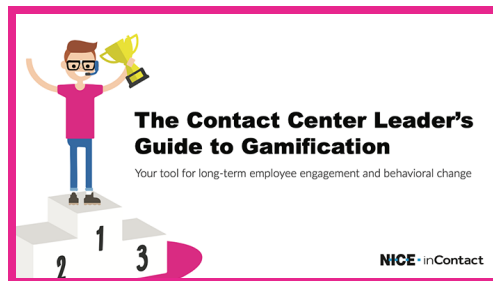 The Contact Center Leader's
Guide to Gamification
Your tool for long-term employee engagement and behavioral change
1
2
3
NICE · inContact